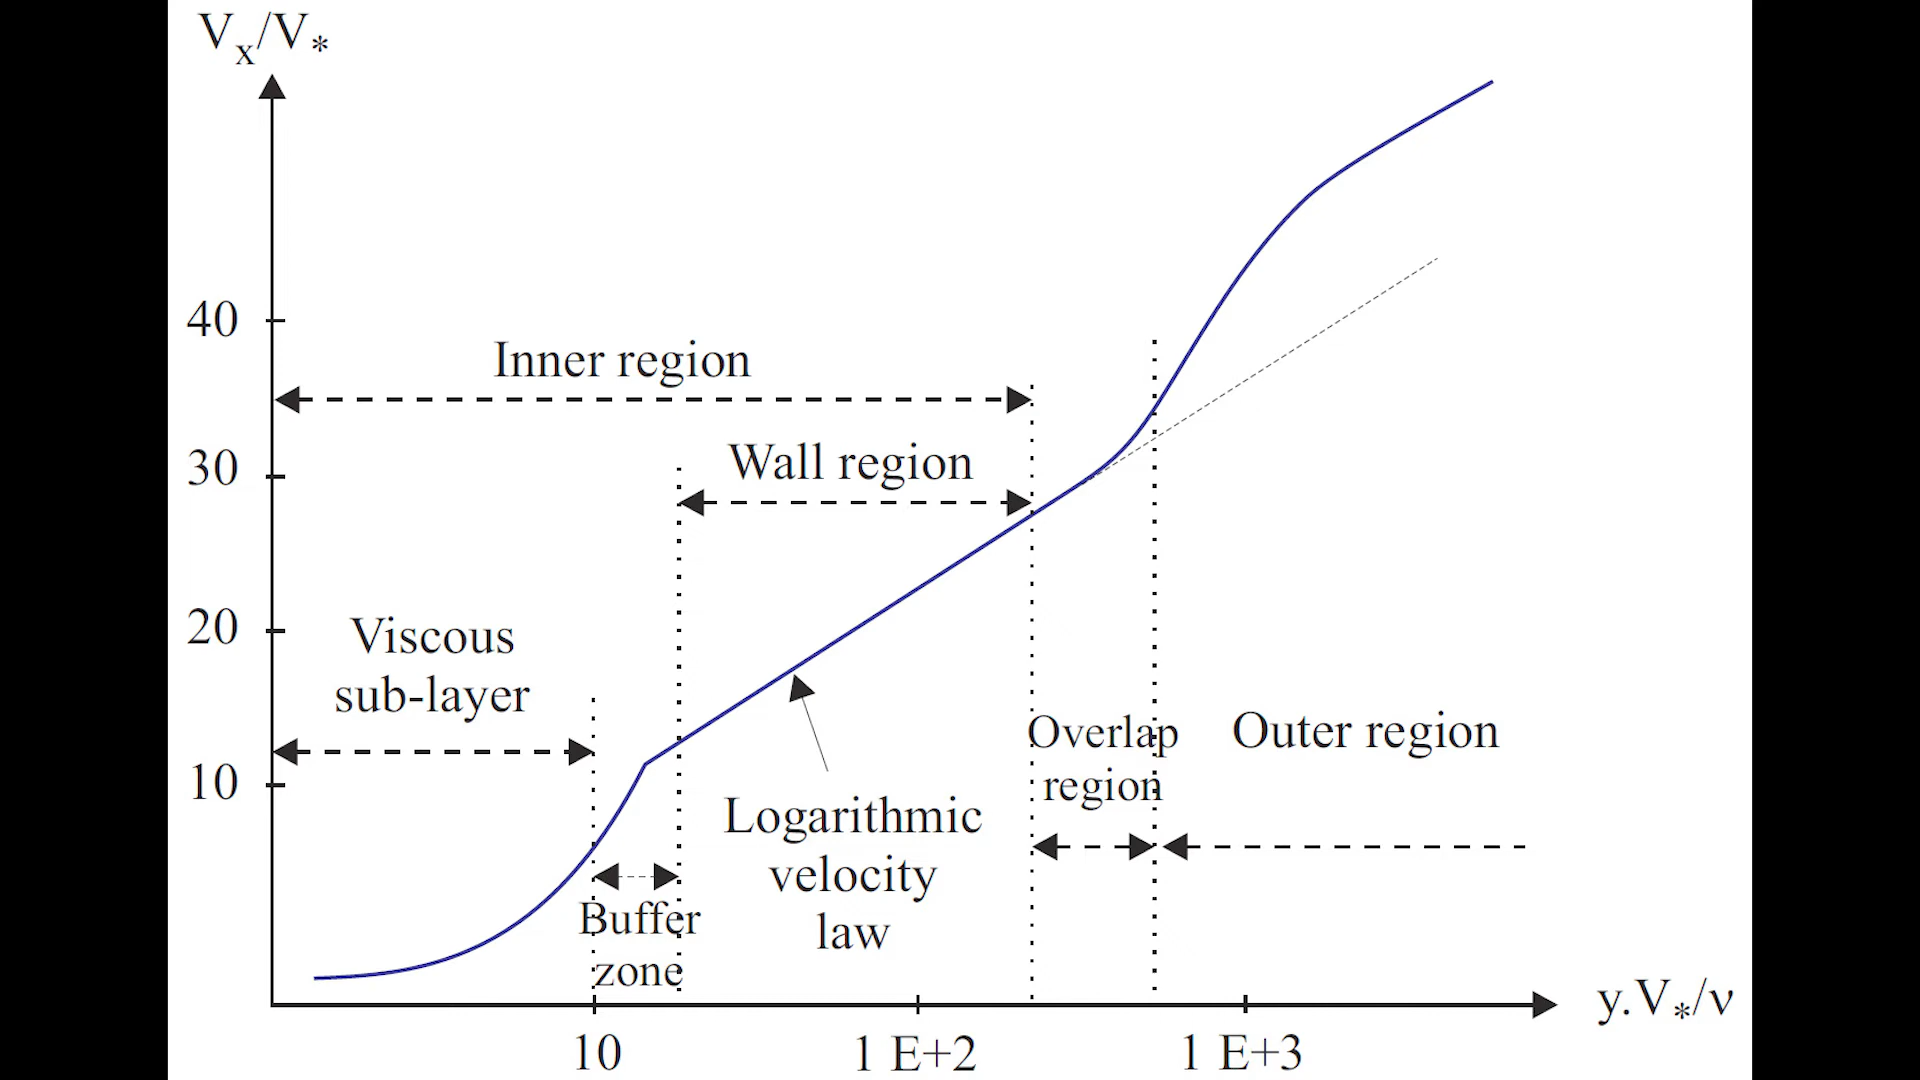 Vx/V*
40
Inner region
30
Wall region
20
Viscous
sub-layer
10
Overlap
region
Outer region
Logarithmic
velocity
law
Buffer
zone
y.V*/ν
10
1 E+2
1 E+3